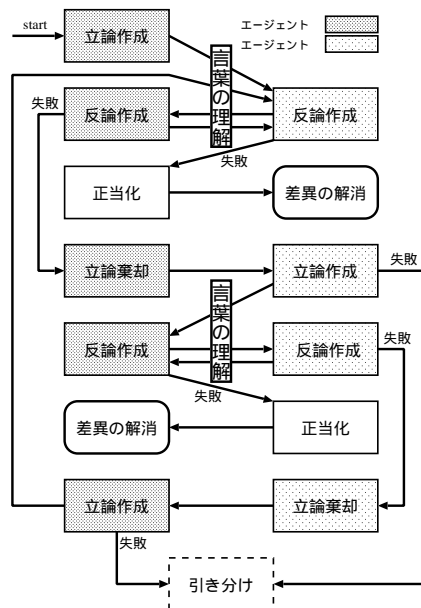 start
立論作成
エージェント
エージェント
言葉の理解
失敗
反論作成
反論作成
失敗
正当化
差異の解消
立論棄却
立論作成
失敗
言葉の理解
反論作成
反論作成
失敗
失敗
差異の解消
正当化
立論作成
立論棄却
失敗
引き分け